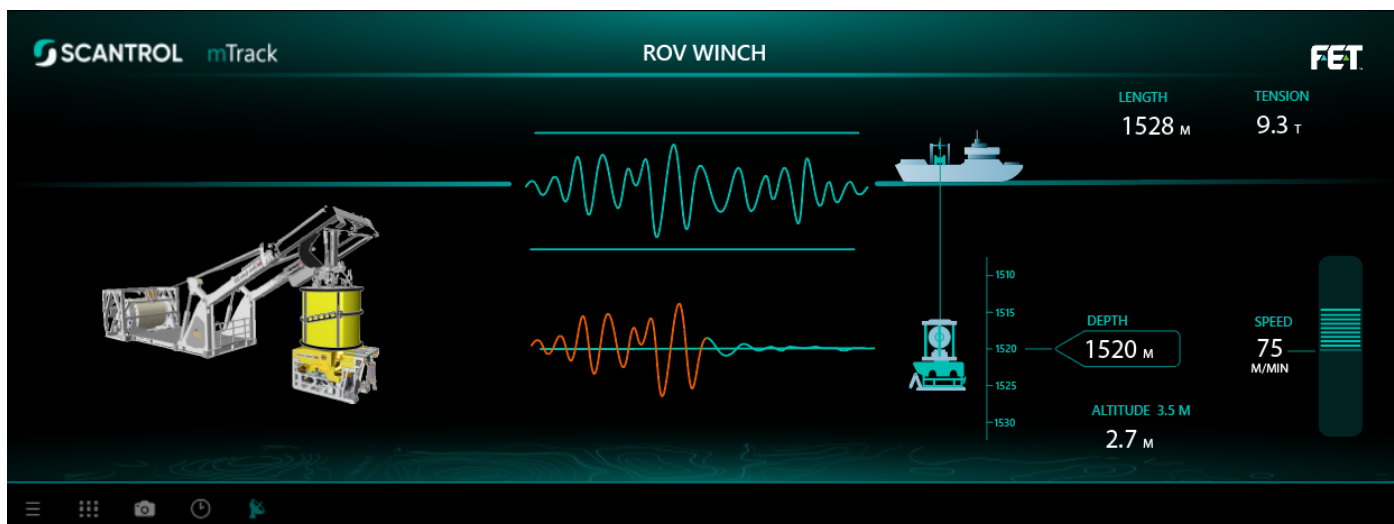 SCANTROL mTrack
ROV WINCH
FET
LENGTH
1528 M
TENSION
9.3 T
1510
1515
1520
1525
1530
DEPTH
1520 M
SPEED
75
M/MIN
ALTITUDE 3.5 M
2.7 M